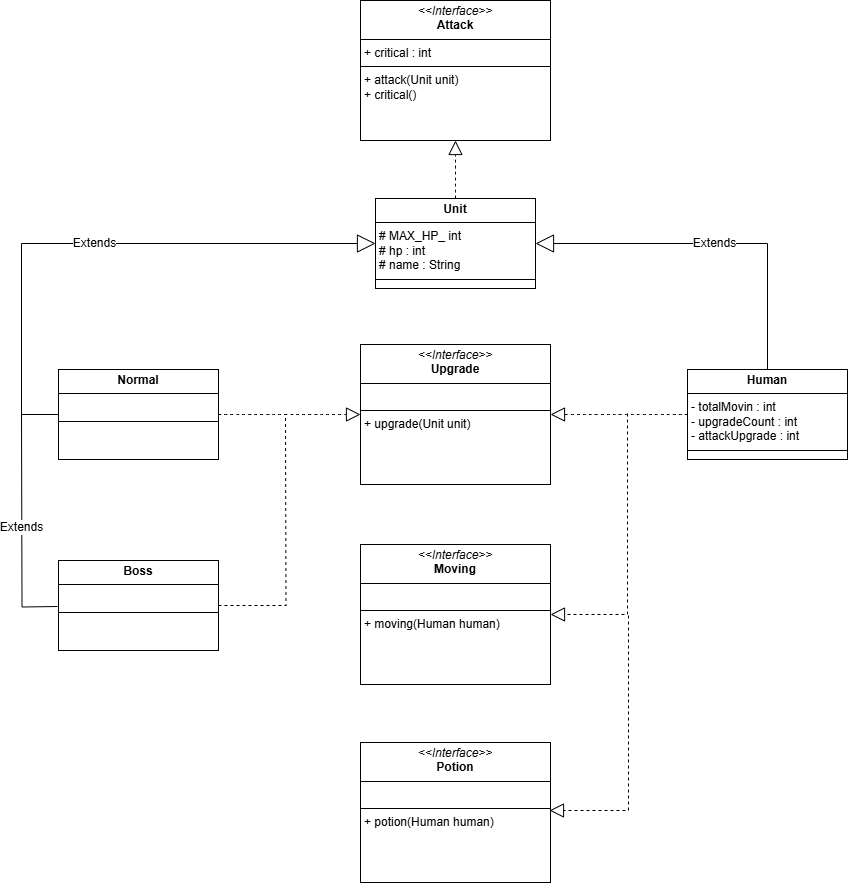 <<Interface>>
Attack
+ critical : int
+ attack(Unit unit)
+ critical()
Unit
# MAX_HP_ int
# hp : int
# name : String
Extends
Extends
<<Interface>>
Upgrade
+ upgrade(Unit unit)
Normal
Human
- totalMovin : int
- upgradeCount : int
- attackUpgrade : int
Extends
Boss
<<Interface>>
Moving
+ moving(Human human)
<<Interface>>
Potion
+ potion(Human human)